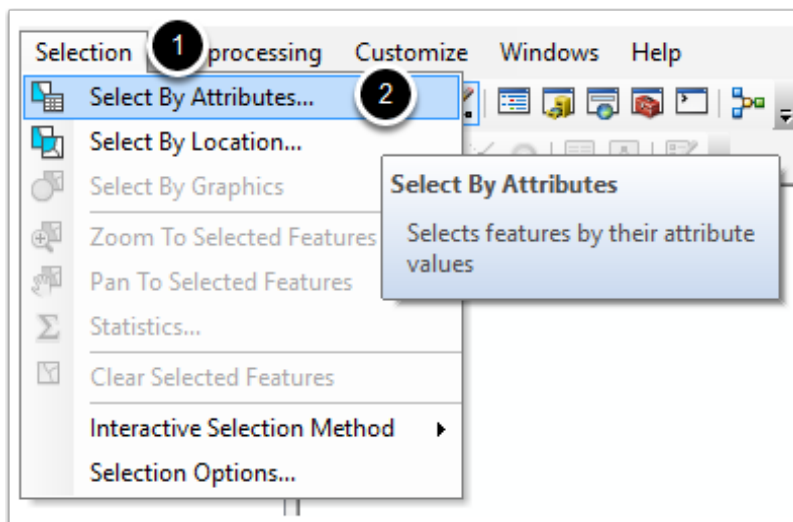 Selection 1 processing Customize Windows Help
Select By Attributes... 2
Select By Location...
Select By Graphics
Select By Attributes
Selects features by their attribute
values
Zoom To Selected Features
Pan To Selected Features
Statistics...
Clear Selected Features
Interactive Selection Method
Selection Options...